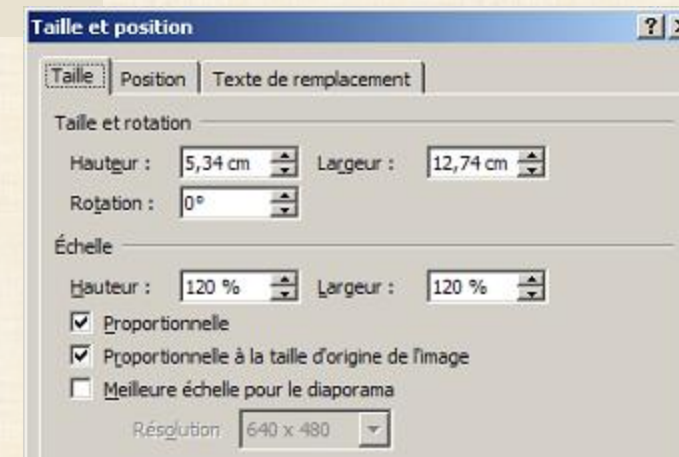 Taille et position ?
Taille Position Texte de remplacement
Taille et rotation
Hauteur : 5,34 cm Largeur : 12,74 cm
Rotation : 0°
Échelle
Hauteur : 120 % Largeur : 120 %
Proportionnelle
Proportionnelle à la taille d'origine de l'image
Meilleure échelle pour le diaporama
Résolution 640 x 480